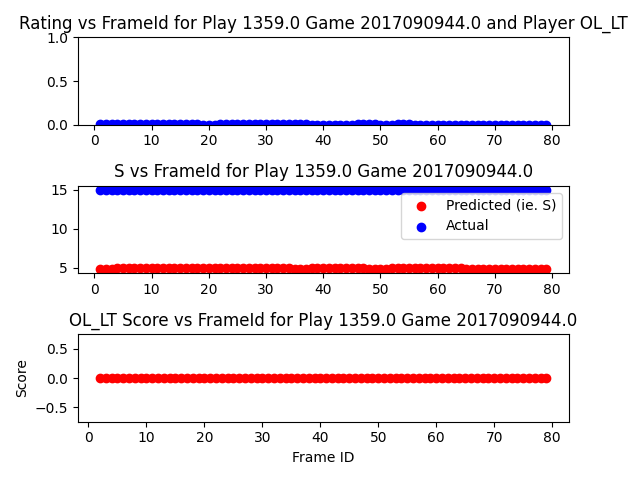 Rating vs FrameId for Play 1359.0 Game 2017090944.0 and Player OL_LT
1.0
0.5
0.0
0 10 20 30 40 50 60 70 80
S vs FrameId for Play 1359.0 Game 2017090944.0
15
10
5
Predicted (ie. S)
Actual
0 10 20 30 40 50 60 70 80
OL_LT Score vs FrameId for Play 1359.0 Game 2017090944.0
Score
0.5
0.0
−0.5
0 10 20 30 40 50 60 70 80
Frame ID